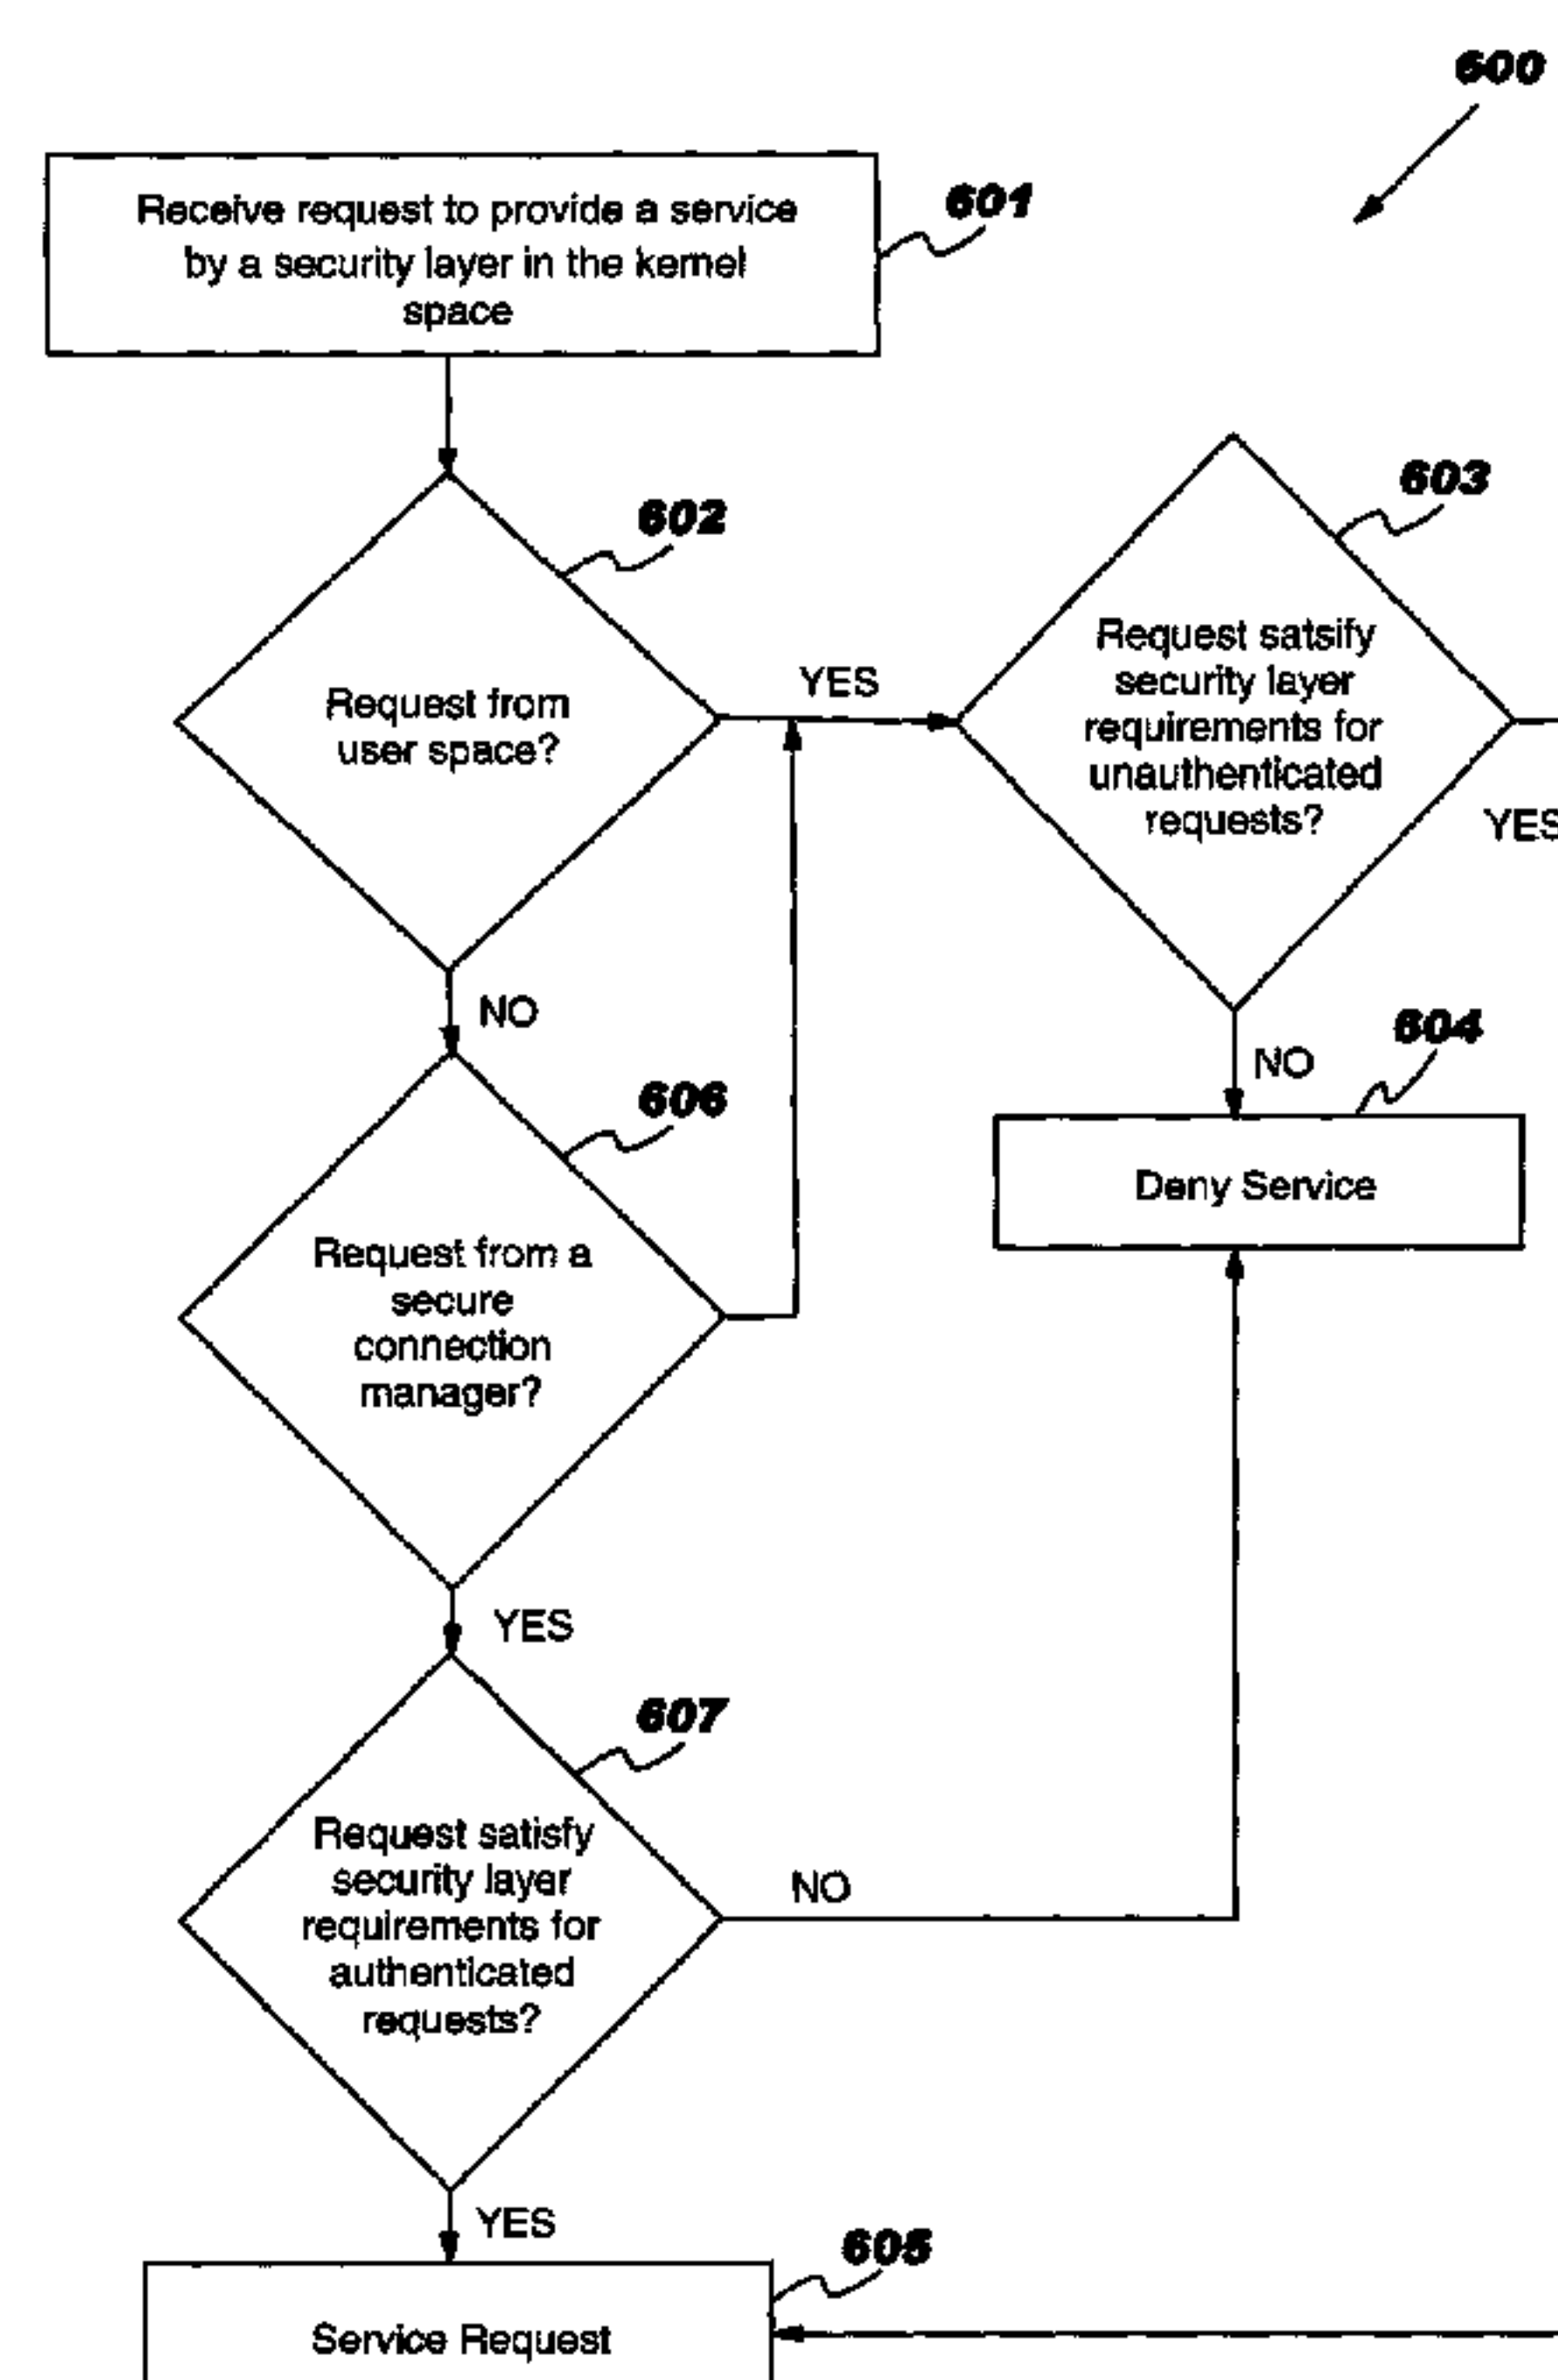 600
Receive request to provide a service
by a security layer in the kernel
space
601
602
Request from
user space?
YES
603
Request satsify
security layer
requirements for
unauthenticated
requests?
YES
NO
NO
604
Deny Service
606
Request from a
secure
connection
manager?
YES
607
Request satisfy
security layer
requirements for
authenticated
requests?
NO
YES
605
Service Request